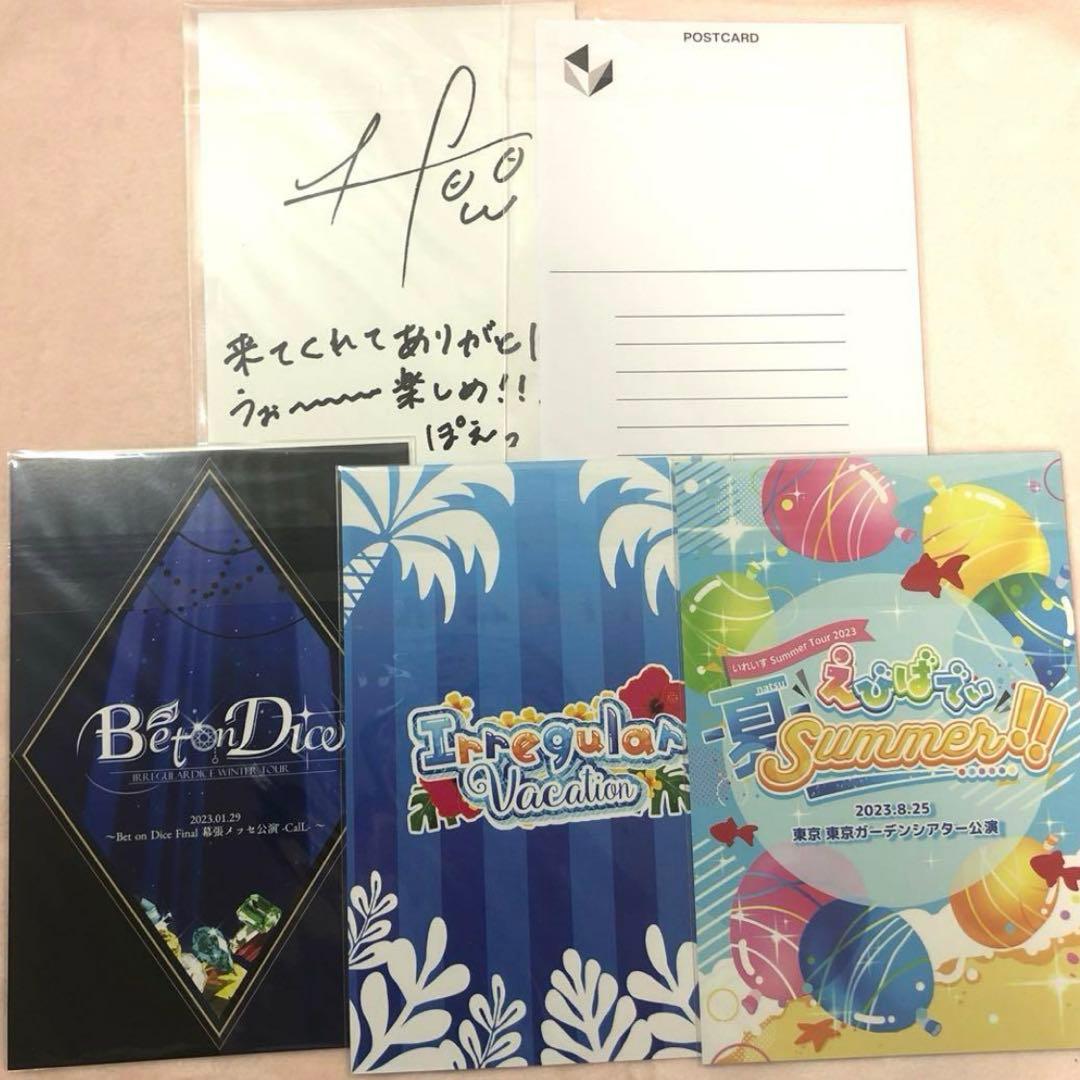 POSTCARD
来てくれてありがと
うぉ〜〜〜楽しめ!!
ぽえっ
Bet on Dice
IRREGULAR DICE WINTER TOUR
2023.01.29
～Bet on Dice Final 幕張メッセ公演 -CalL- ～
Irregular
Vacation
いれいす Summer Tour 2023
natsu
夏 えびばでぃ
Summer!!
2023.8.25
東京 東京ガーデンシアター公演